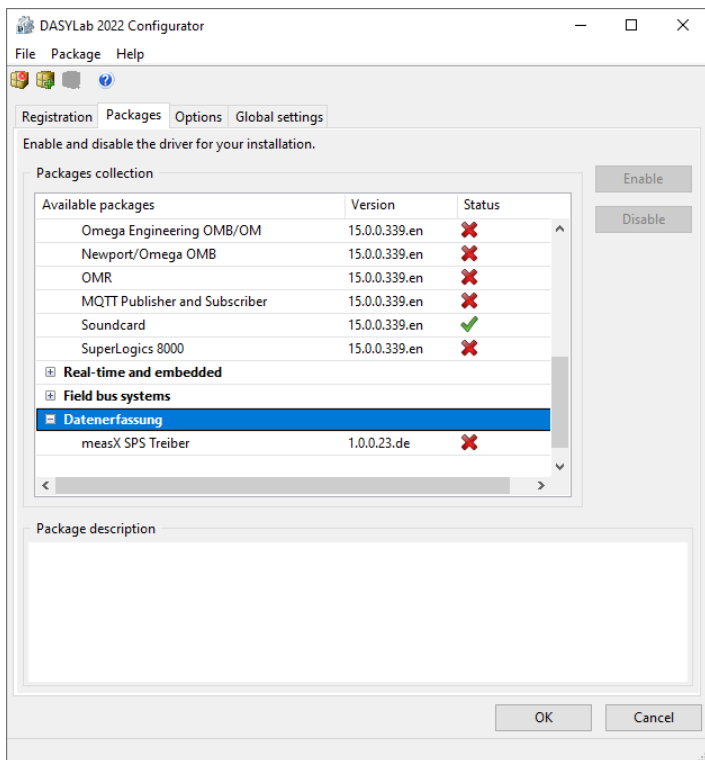 DASYLab 2022 Configurator
File Package Help
Registration Packages Options Global settings
Enable and disable the driver for your installation.
Packages collection
Enable
Disable
Available packages Version Status
Omega Engineering OMB/OM 15.0.0.339.en
Newport/Omega OMB 15.0.0.339.en
OMR 15.0.0.339.en
MQTT Publisher and Subscriber 15.0.0.339.en
Soundcard 15.0.0.339.en
SuperLogics 8000 15.0.0.339.en
Real-time and embedded
Field bus systems
Datenerfassung
measX SPS Treiber 1.0.0.23.de
Package description
OK Cancel